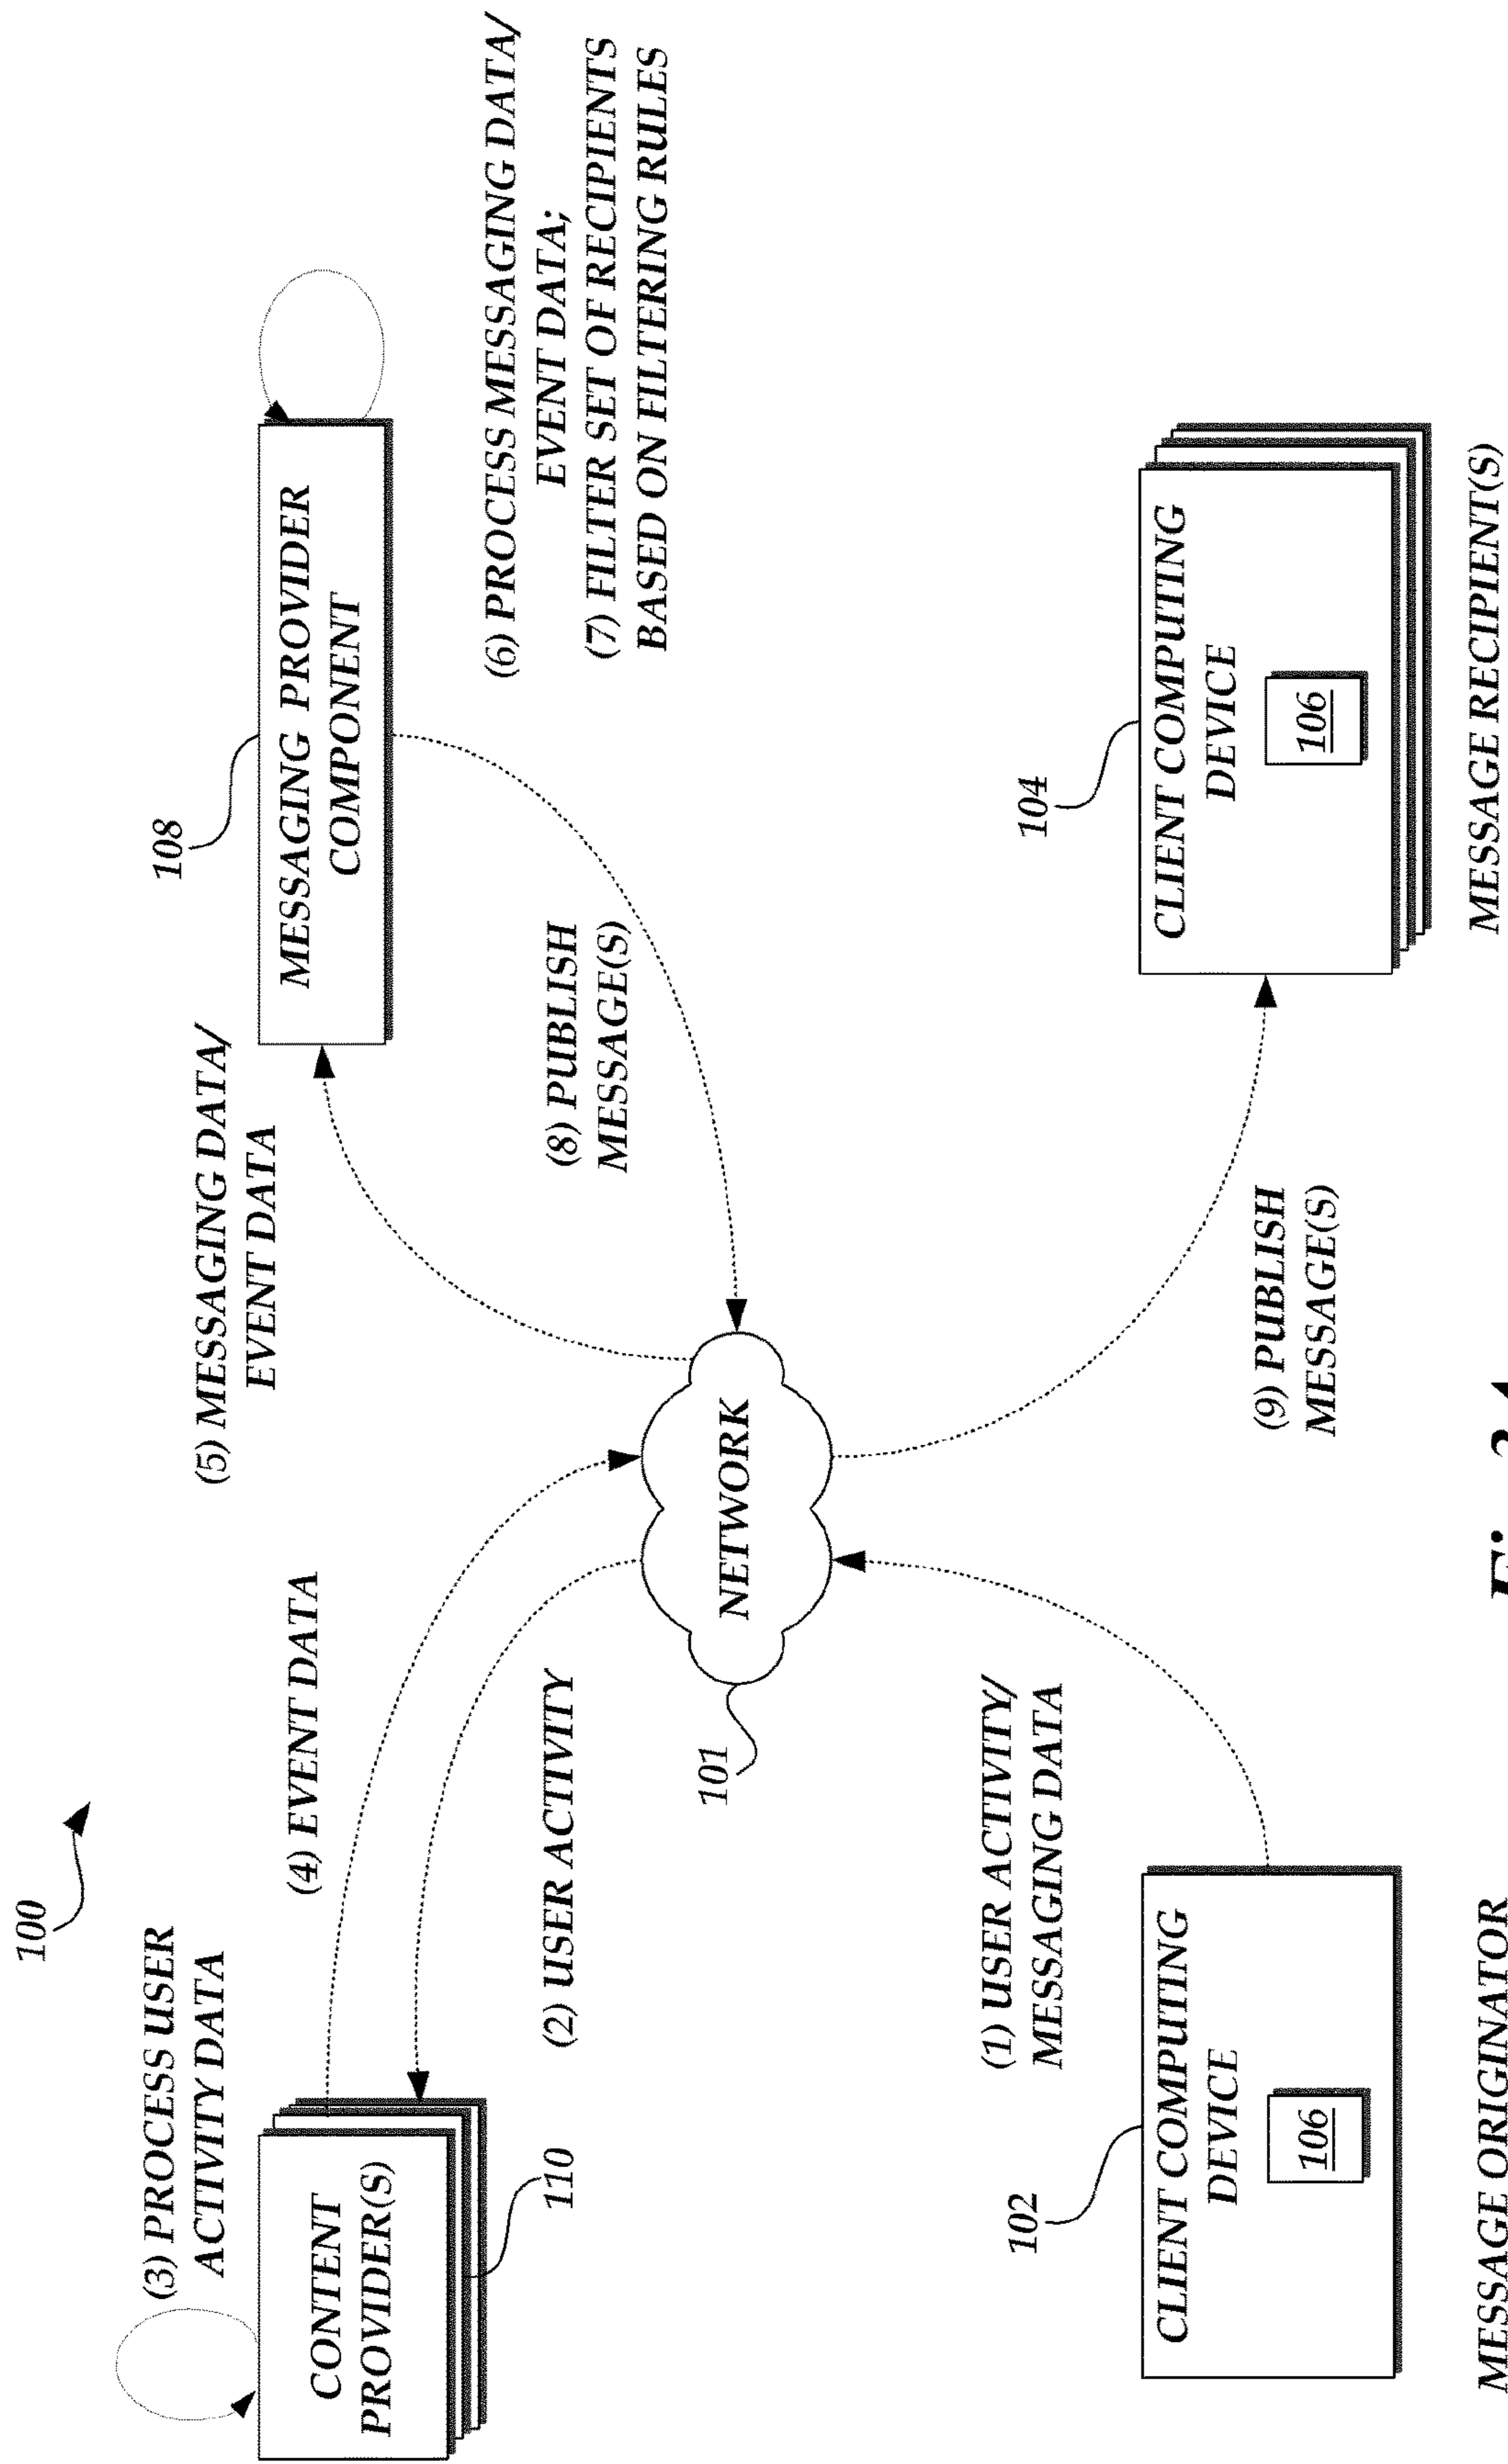 100
(3) PROCESS USER
ACTIVITY DATA
CONTENT
PROVIDER(S)
110
(4) EVENT DATA
(2) USER ACTIVITY
(5) MESSAGING DATA/
EVENT DATA
108
MESSAGING PROVIDER
COMPONENT
(6) PROCESS MESSAGING DATA/
EVENT DATA;
(7) FILTER SET OF RECIPIENTS
BASED ON FILTERING RULES
(8) PUBLISH
MESSAGE(S)
NETWORK
101
(1) USER ACTIVITY/
MESSAGING DATA
102
CLIENT COMPUTING
DEVICE
106
MESSAGE ORIGINATOR
(9) PUBLISH
MESSAGE(S)
104
CLIENT COMPUTING
DEVICE
106
MESSAGE RECIPIENT(S)